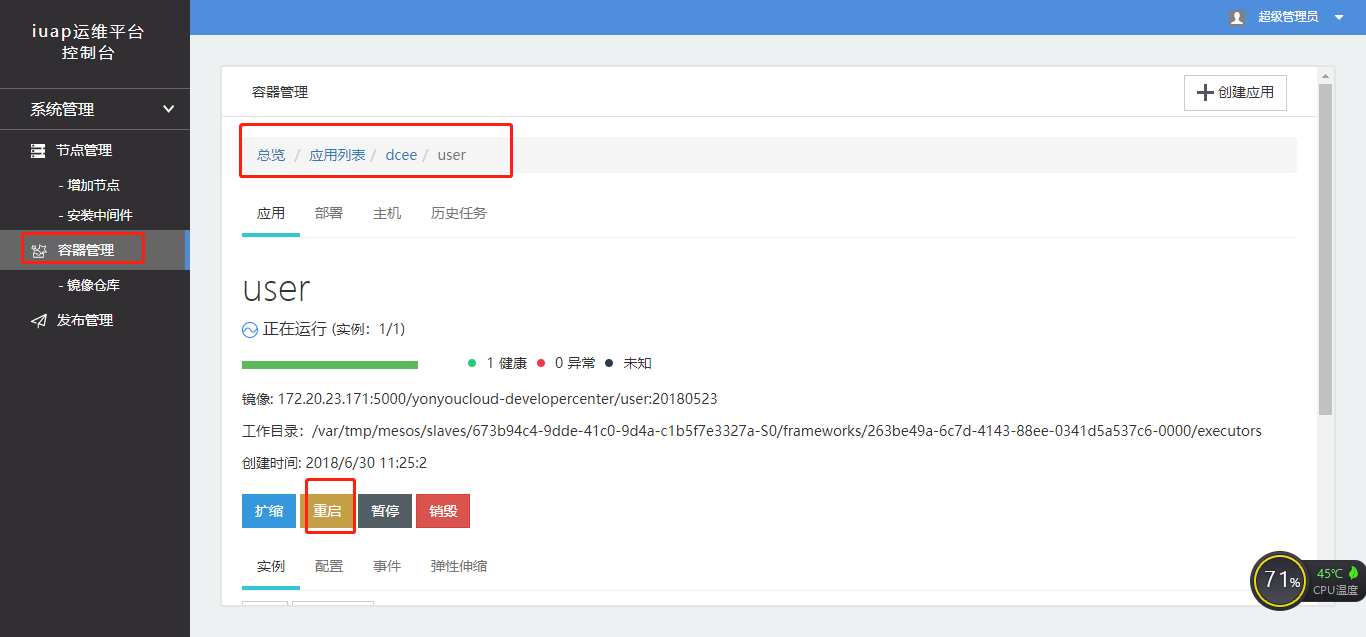 iuap运维平台
控制台
超级管理员
系统管理
节点管理
- 增加节点
- 安装中间件
容器管理
- 镜像仓库
发布管理
容器管理
创建应用
总览 / 应用列表 / dcee / user
应用 部署 主机 历史任务
user
正在运行 (实例：1/1)
1 健康 0 异常 未知
镜像: 172.20.23.171:5000/yonyoucloud-developercenter/user:20180523
工作目录：/var/tmp/mesos/slaves/673b94c4-9dde-41c0-9d4a-c1b5f7e3327a-S0/frameworks/263be49a-6c7d-4143-88ee-0341d5a537c6-0000/executors
创建时间: 2018/6/30 11:25:2
扩缩 重启 暂停 销毁
实例 配置 事件 弹性伸缩
71%
45℃
CPU温度